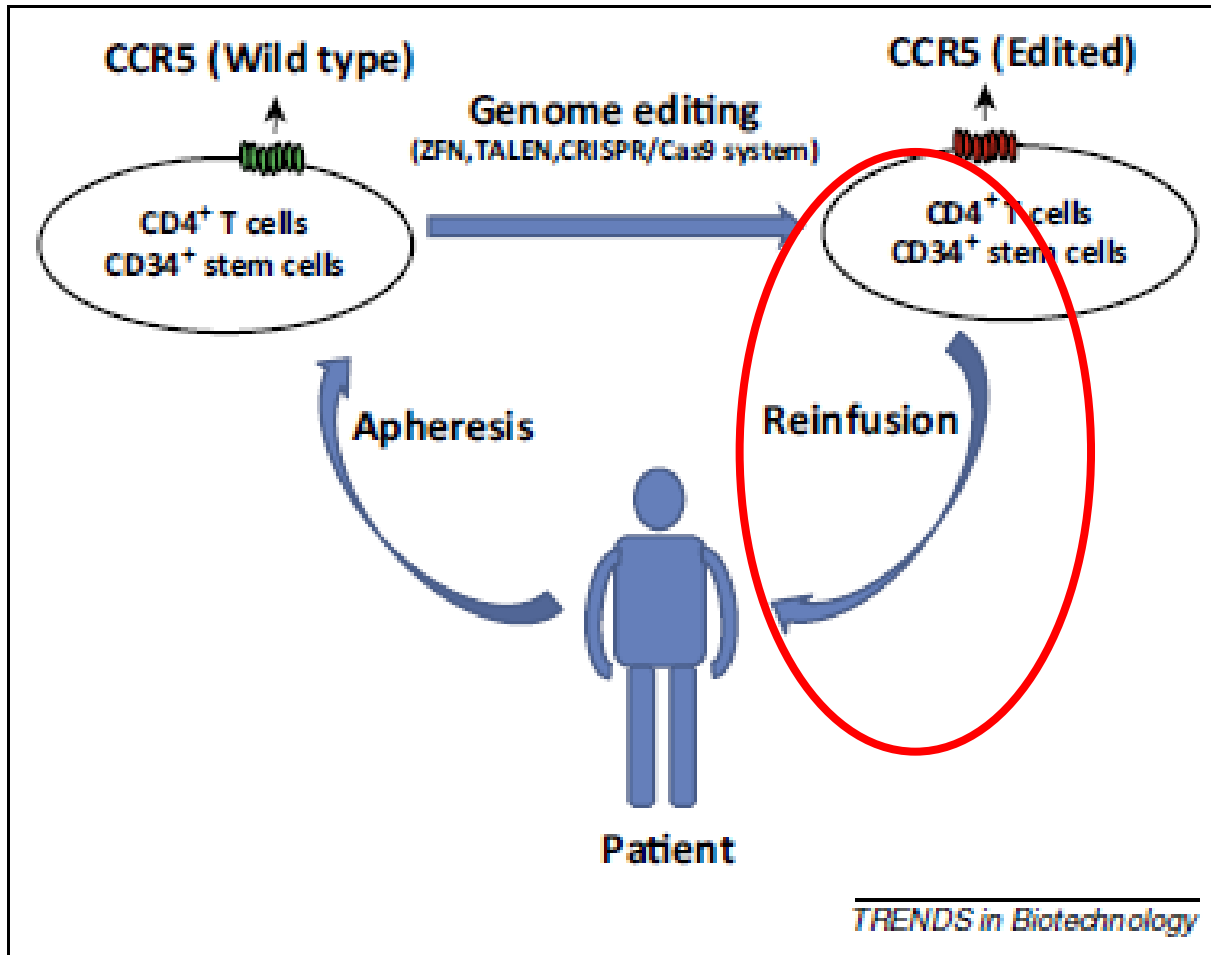 CCR5 (Wild type)
CCR5 (Edited)
Genome editing
(ZFN,TALEN,CRISPR/Cas9 system)
CD4⁺ T cells
CD34⁺ stem cells
CD4⁺ T cells
CD34⁺ stem cells
Apheresis
Reinfusion
Patient
TRENDS in Biotechnology